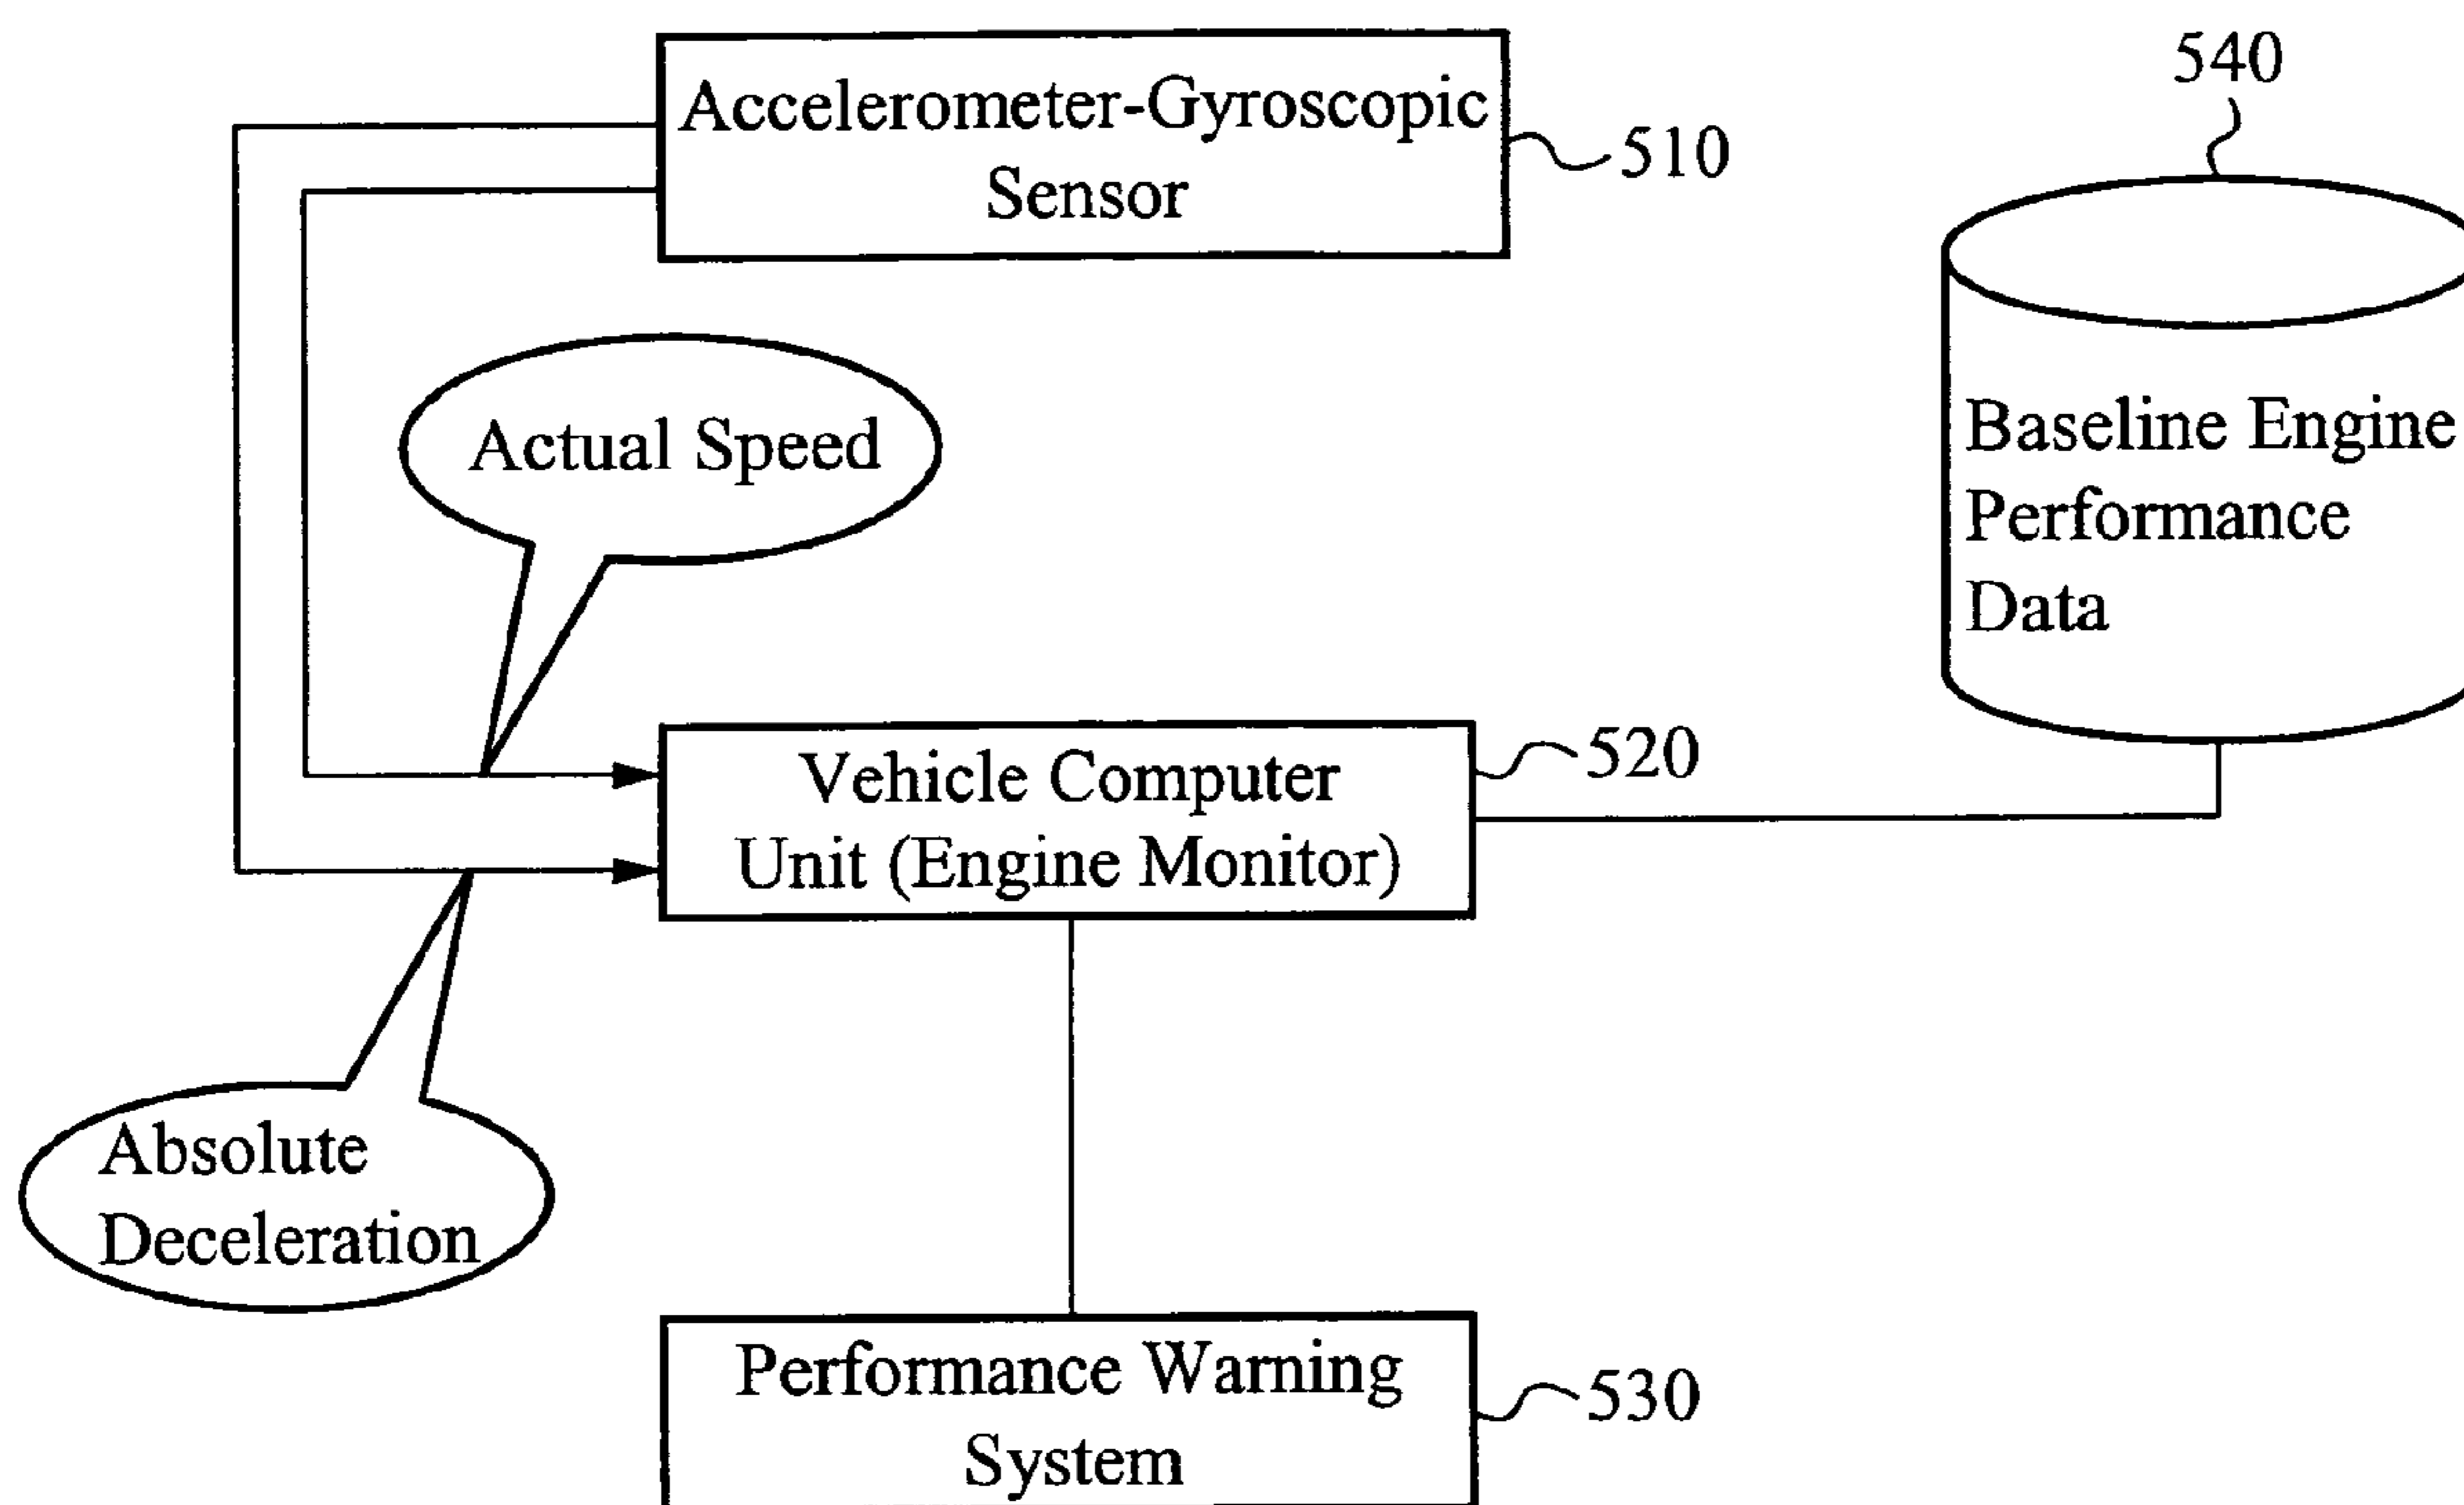 540
Accelerometer-Gyroscopic
Sensor
510
Actual Speed
Baseline Engine
Performance
Data
Vehicle Computer
Unit (Engine Monitor)
520
Absolute
Deceleration
Performance Warning
System
530